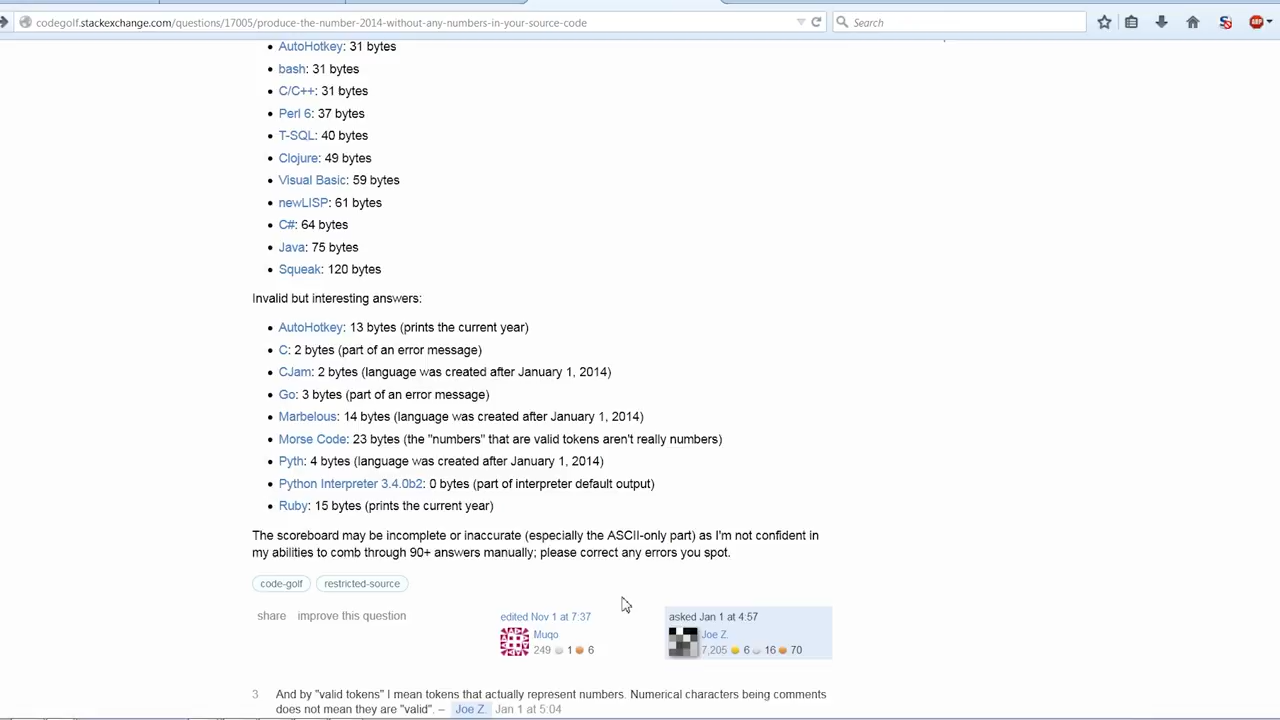 codegolf.stackexchange.com/questions/17005/produce-the-number-2014-without-any-numbers-in-your-source-code
Search
AutoHotkey: 31 bytes
bash: 31 bytes
C/C++: 31 bytes
Perl 6: 37 bytes
T-SQL: 40 bytes
Clojure: 49 bytes
Visual Basic: 59 bytes
newLISP: 61 bytes
C#: 64 bytes
Java: 75 bytes
Squeak: 120 bytes
Invalid but interesting answers:
AutoHotkey: 13 bytes (prints the current year)
C: 2 bytes (part of an error message)
CJam: 2 bytes (language was created after January 1, 2014)
Go: 3 bytes (part of an error message)
Marbelous: 14 bytes (language was created after January 1, 2014)
Morse Code: 23 bytes (the "numbers" that are valid tokens aren't really numbers)
Pyth: 4 bytes (language was created after January 1, 2014)
Python Interpreter 3.4.0b2: 0 bytes (part of interpreter default output)
Ruby: 15 bytes (prints the current year)
The scoreboard may be incomplete or inaccurate (especially the ASCII-only part) as I'm not confident in
my abilities to comb through 90+ answers manually; please correct any errors you spot.
code-golf restricted-source
share improve this question
edited Nov 1 at 7:37
Muqo
249 1 6
asked Jan 1 at 4:57
Joe Z.
7,205 6 16 70
3 And by "valid tokens" I mean tokens that actually represent numbers. Numerical characters being comments
does not mean they are "valid". – Joe Z. Jan 1 at 5:04